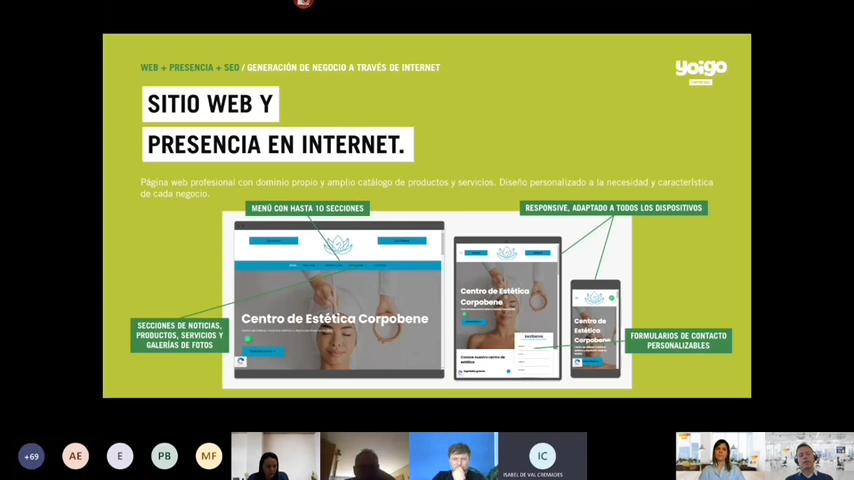 WEB + PRESENCIA + SEO / GENERACIÓN DE NEGOCIO A TRAVÉS DE INTERNET
yoigo
SITIO WEB Y
PRESENCIA EN INTERNET.
Página web profesional con dominio propio y amplio catálogo de productos y servicios. Diseño personalizado a la necesidad y característica
de cada negocio.
MENÚ CON HASTA 10 SECCIONES
RESPONSIVE, ADAPTADO A TODOS LOS DISPOSITIVOS
Centro de Estética Corpobene
Centro de Estética
Corpobene
Centro de
Estética
Corpobene
SECCIONES DE NOTICIAS,
PRODUCTOS, SERVICIOS Y
GALERÍAS DE FOTOS
FORMULARIOS DE CONTACTO
PERSONALIZABLES
+69
AE
E
PB
MF
IC
ISABEL DE VAL CREMADES